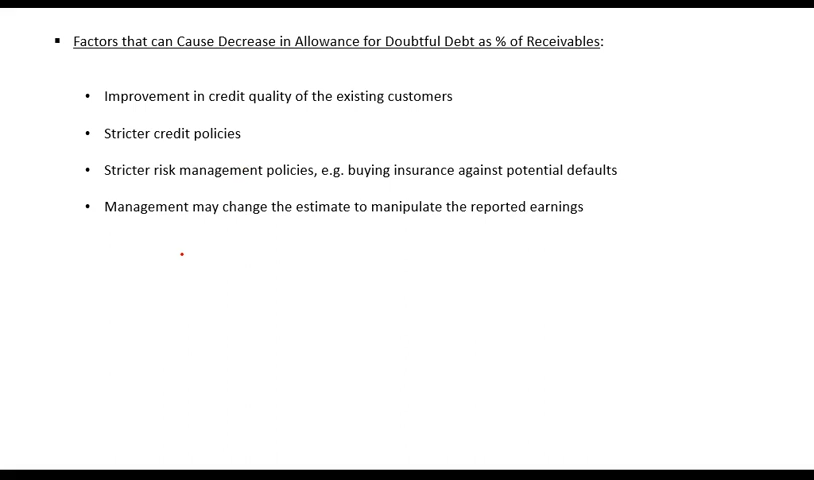 ▪ Factors that can Cause Decrease in Allowance for Doubtful Debt as % of Receivables:
• Improvement in credit quality of the existing customers
• Stricter credit policies
• Stricter risk management policies, e.g. buying insurance against potential defaults
• Management may change the estimate to manipulate the reported earnings